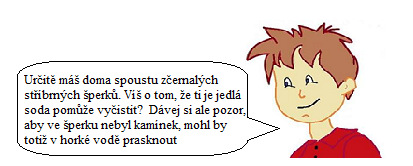 Určitě máš doma spoustu zčernalých
stříbrných šperků. Víš o tom, že ti je jedlá
soda pomůže vyčistit?  Dávej si ale pozor,
aby ve šperku nebyl kamínek, mohl by
totiž v horké vodě prasknout